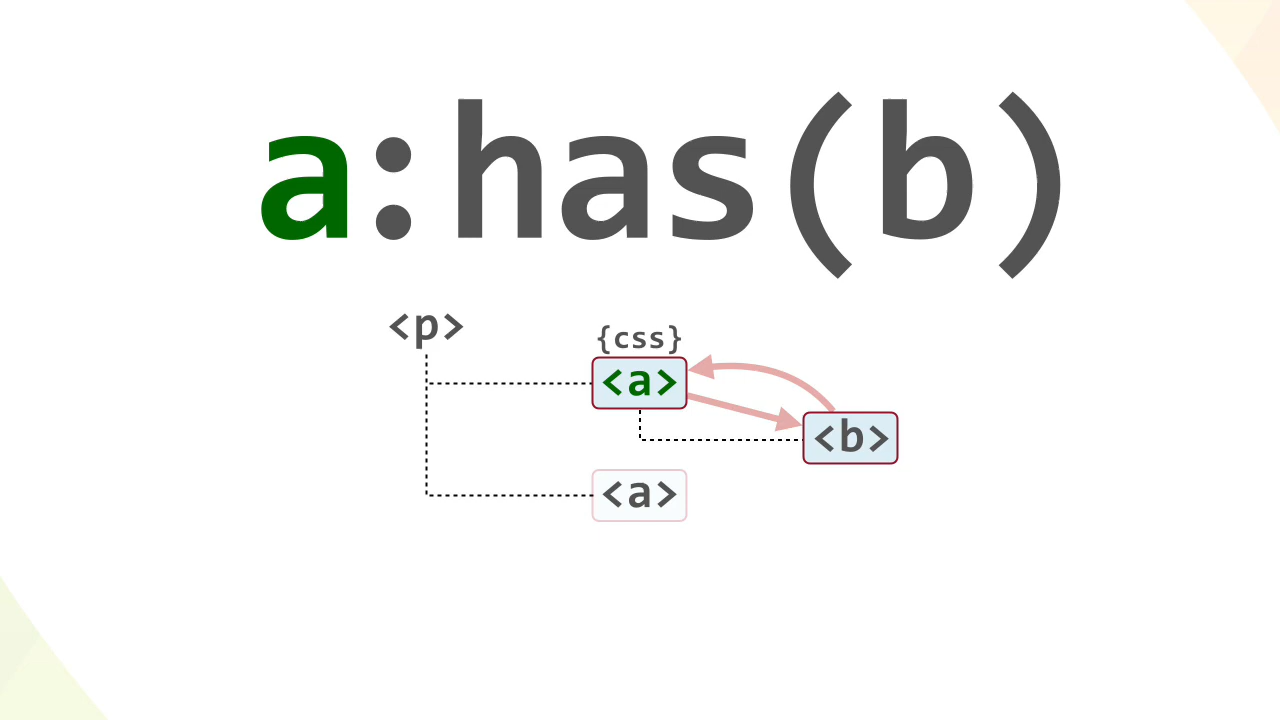 a:has(b)
<p>
{css}
<a>
<b>
<a>